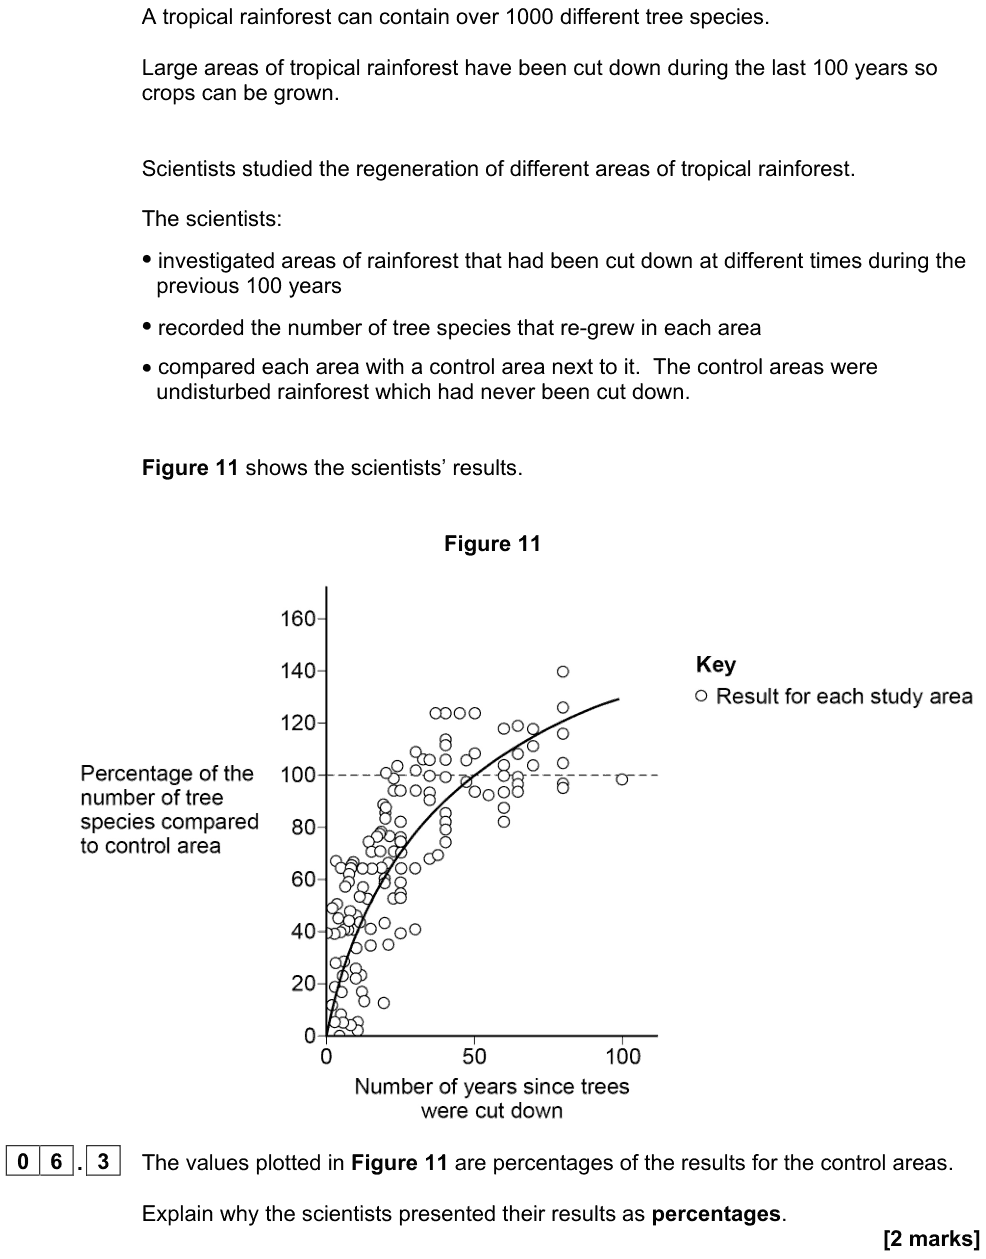 A tropical rainforest can contain over 1000 different tree species.
Large areas of tropical rainforest have been cut down during the last 100 years so
crops can be grown.
Scientists studied the regeneration of different areas of tropical rainforest.
The scientists:
• investigated areas of rainforest that had been cut down at different times during the
previous 100 years
• recorded the number of tree species that re-grew in each area
• compared each area with a control area next to it. The control areas were
undisturbed rainforest which had never been cut down.
Figure 11 shows the scientists’ results.
Figure 11
160
140
120
100
80
60
40
20
0
Percentage of the
number of tree
species compared
to control area
Key
Result for each study area
0 50 100
Number of years since trees
were cut down
0 6 . 3 The values plotted in Figure 11 are percentages of the results for the control areas.
Explain why the scientists presented their results as percentages.
[2 marks]